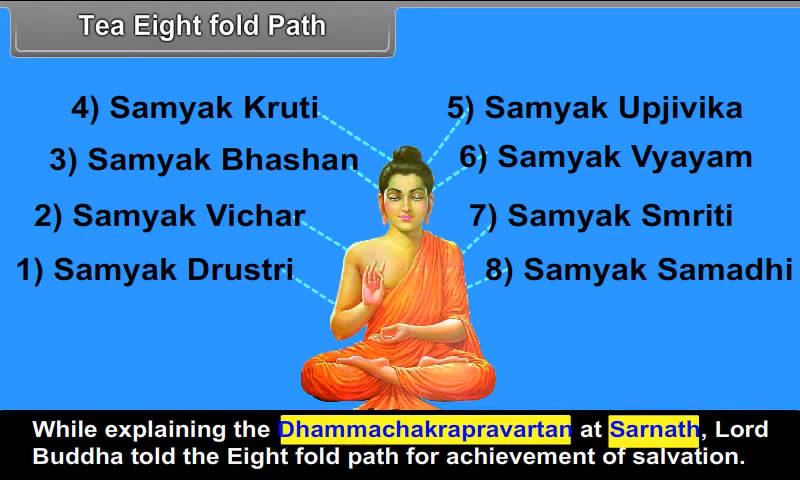 Tea Eight fold Path
4) Samyak Kruti
5) Samyak Upjivika
3) Samyak Bhashan
6) Samyak Vyayam
2) Samyak Vichar
7) Samyak Smriti
1) Samyak Drustri
8) Samyak Samadhi
While explaining the Dhammachakrapravartan at Sarnath, Lord
Buddha told the Eight fold path for achievement of salvation.